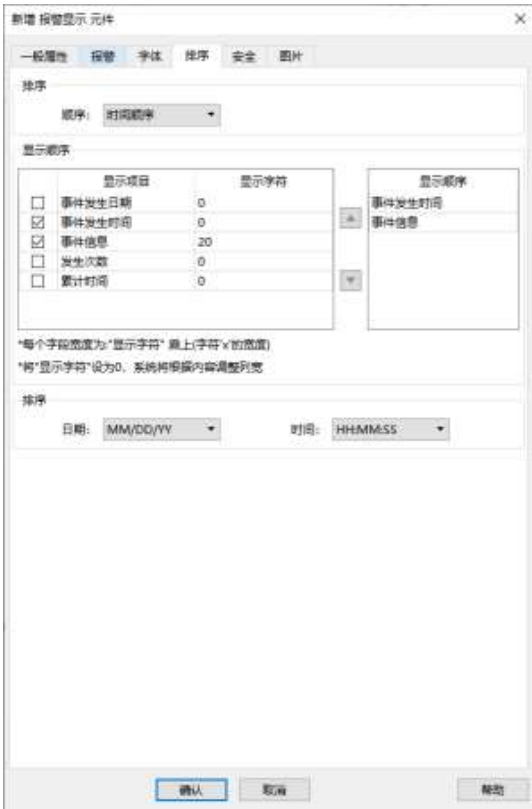 新增 报警显示 元件
一般属性 报警 字体 排序 安全 图片
排序
顺序: 时间顺序
显示顺序
显示项目 显示字符 显示顺序
事件发生日期 0 事件发生时间
事件发生时间 0 事件信息
事件信息 20
发生次数 0
累计时间 0
*每个字段宽度为:"显示字符" 乘上(字符'x'的宽度)
*将"显示字符"设为0，系统将根据内容调整列宽
排序
日期: MM/DD/YY 时间: HH:MM:SS
确认 取消 帮助